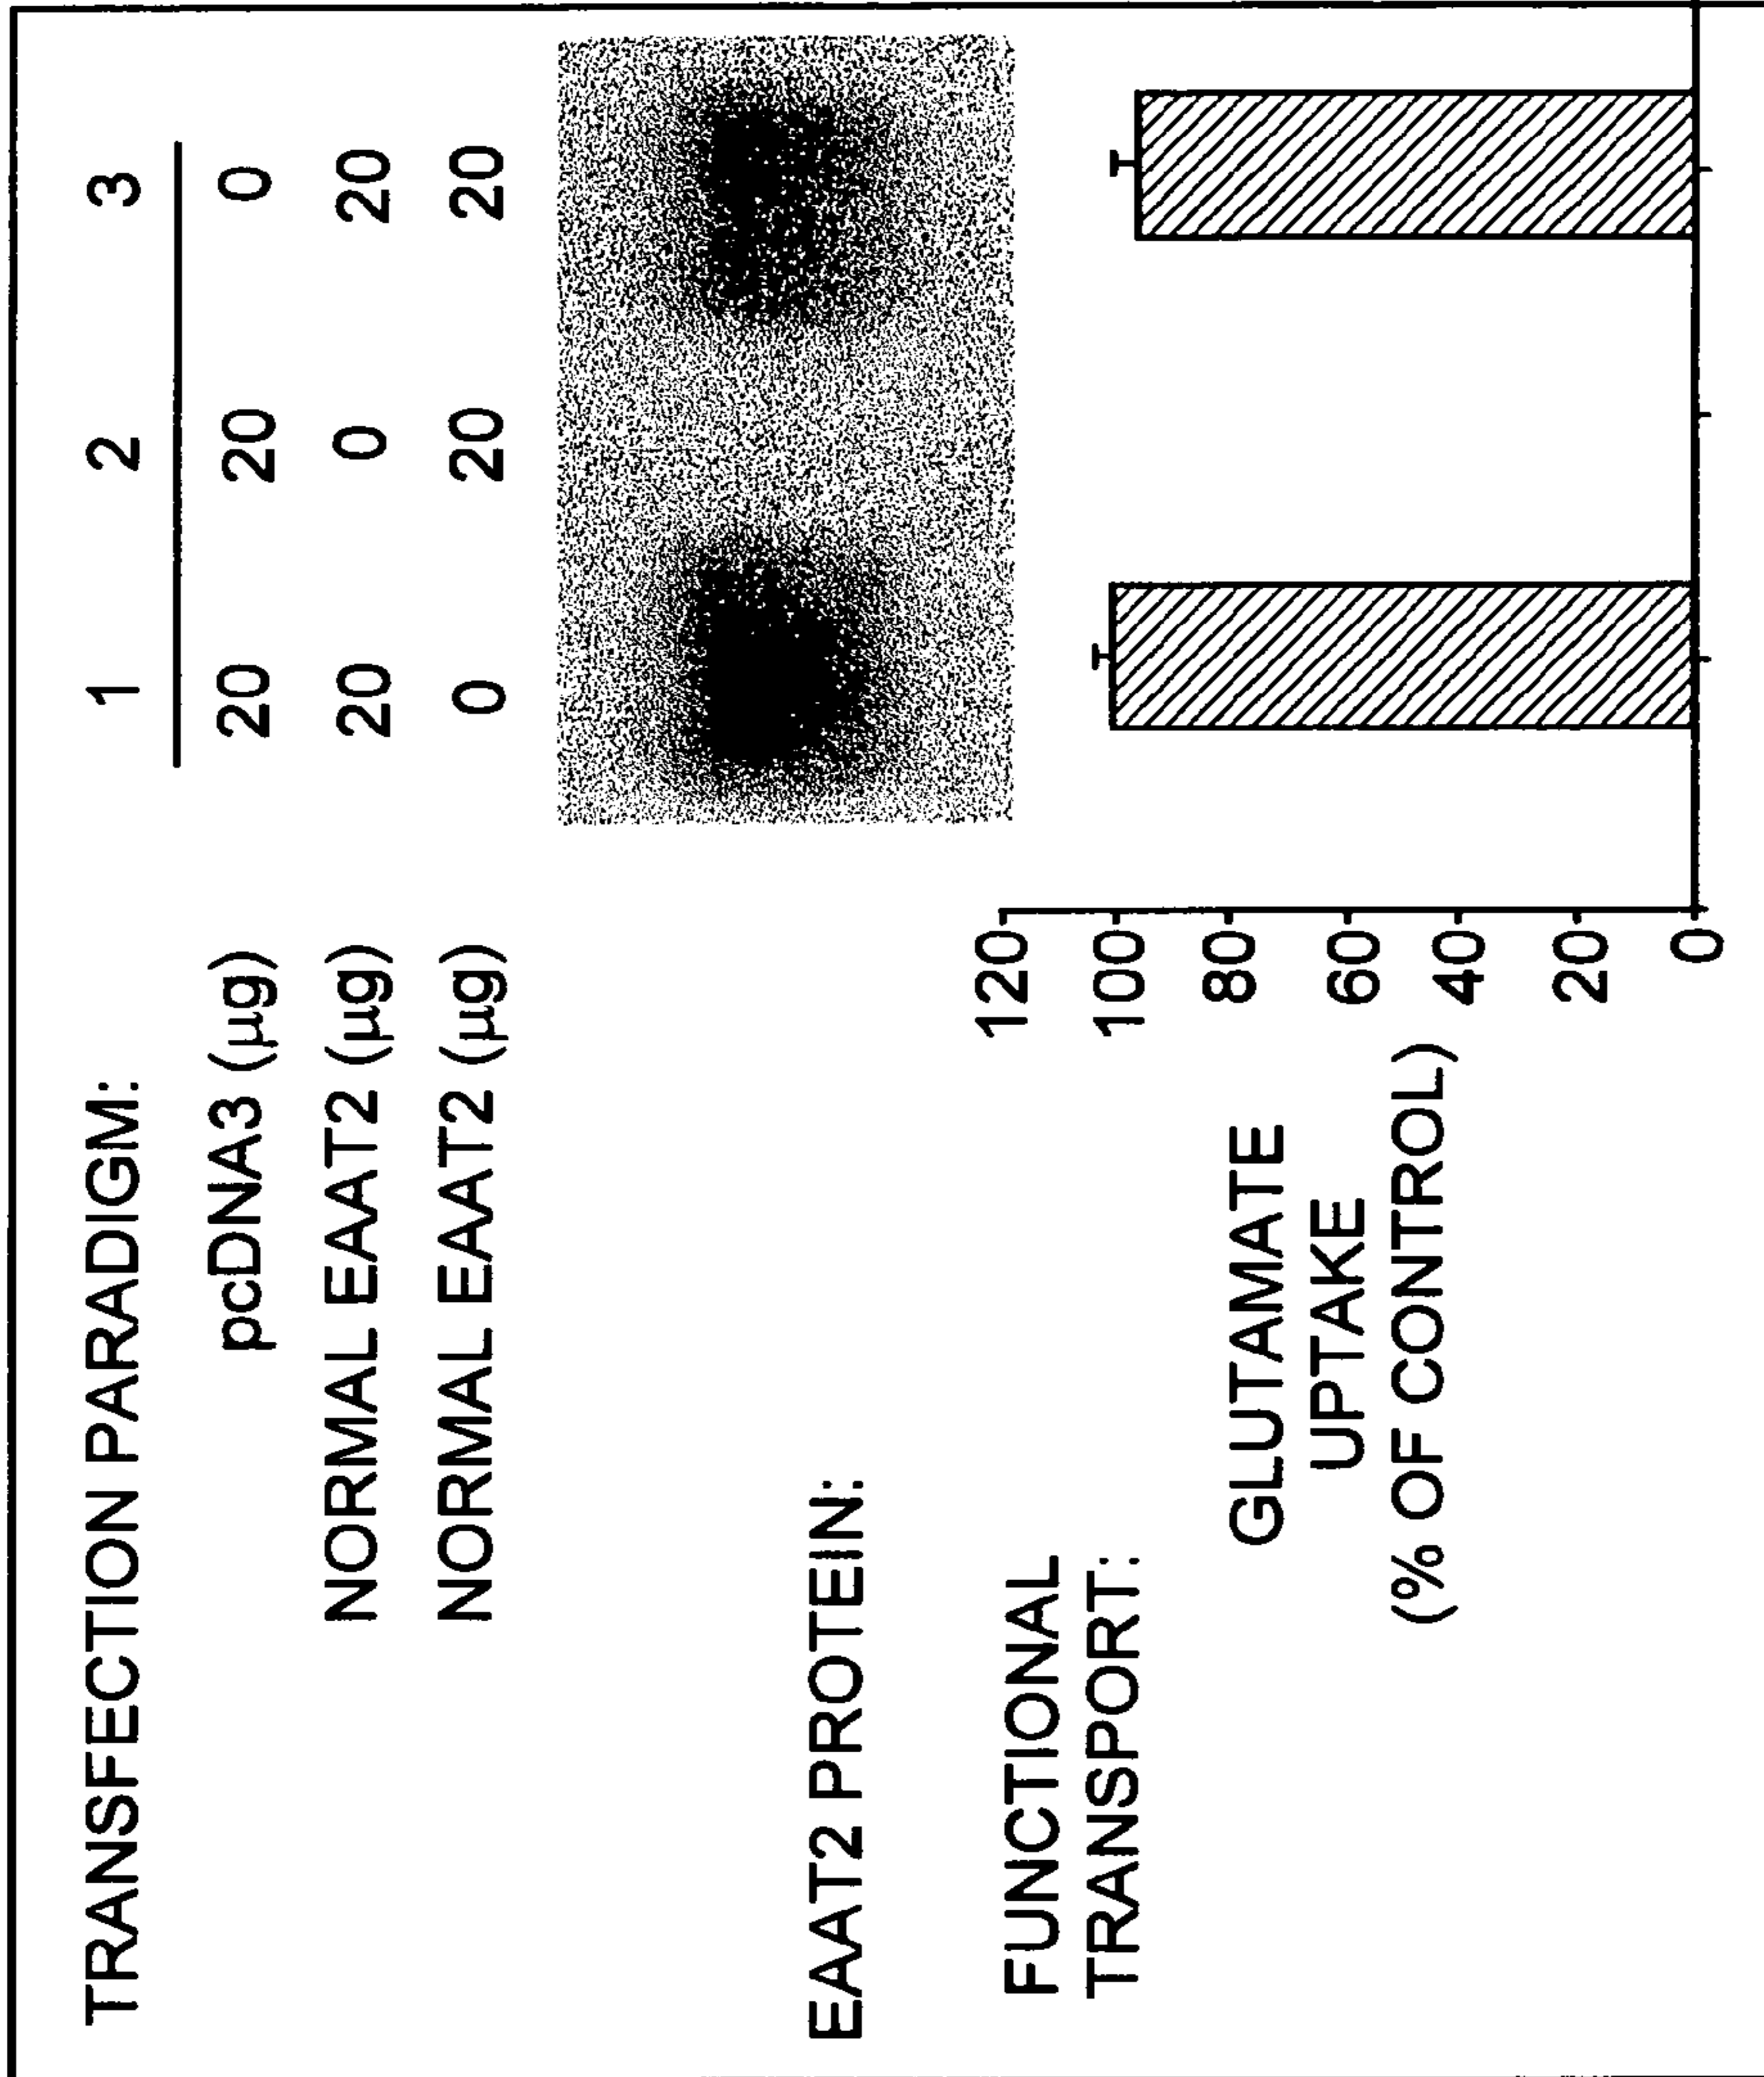 TRANSFECTION PARADIGM: 1 2 3
pcDNA3 (μg) 20 20 0
NORMAL EAAT2 (μg) 20 0 20
NORMAL EAAT2 (μg) 0 20 20
EAAT2 PROTEIN:
FUNCTIONAL
TRANSPORT:
GLUTAMATE
UPTAKE
(% OF CONTROL)
120
100
80
60
40
20
0